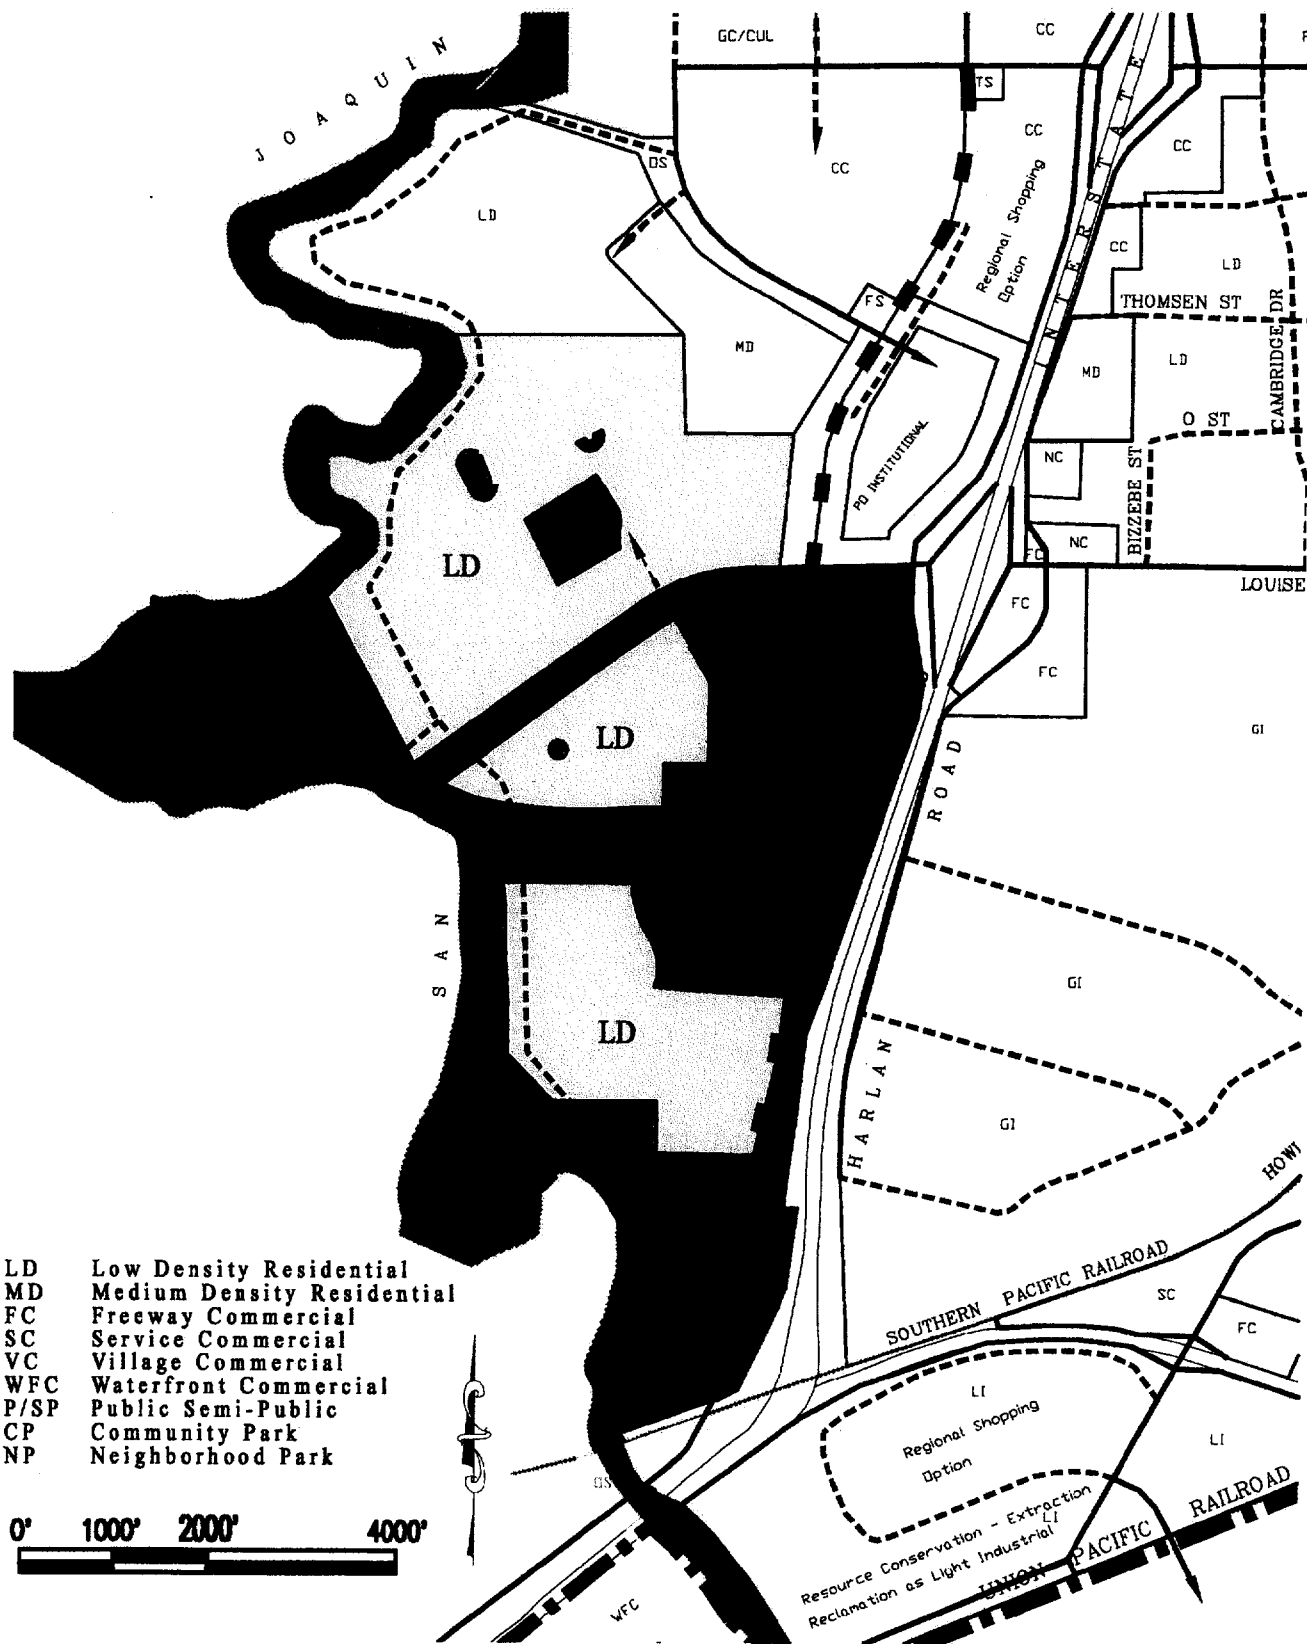 GC/CUL
CC
TS
CC
CC
CC
JOAQUIN
OS
LD
Regional Shopping
Option
INTERSTATE
CC
LD
THOMSEN ST
CAMBRIDGE DR
FS
MD
MD
LD
O ST
PO INSTITUTIONAL
NC
BIZZEBE ST
NC
FC
LD
LOUISE
FC
FC
LD
GI
HARLAN ROAD
SAN
GI
LD
GI
HOWI
SOUTHERN PACIFIC RAILROAD
SC
FC
LI
Regional Shopping
Option
LI
OS
LI
Resource Conservation - Extraction
Reclamation as Light Industrial
UNION PACIFIC RAILROAD
WFC
LD Low Density Residential
MD Medium Density Residential
FC Freeway Commercial
SC Service Commercial
VC Village Commercial
WFC Waterfront Commercial
P/SP Public Semi-Public
CP Community Park
NP Neighborhood Park
0' 1000' 2000' 4000'